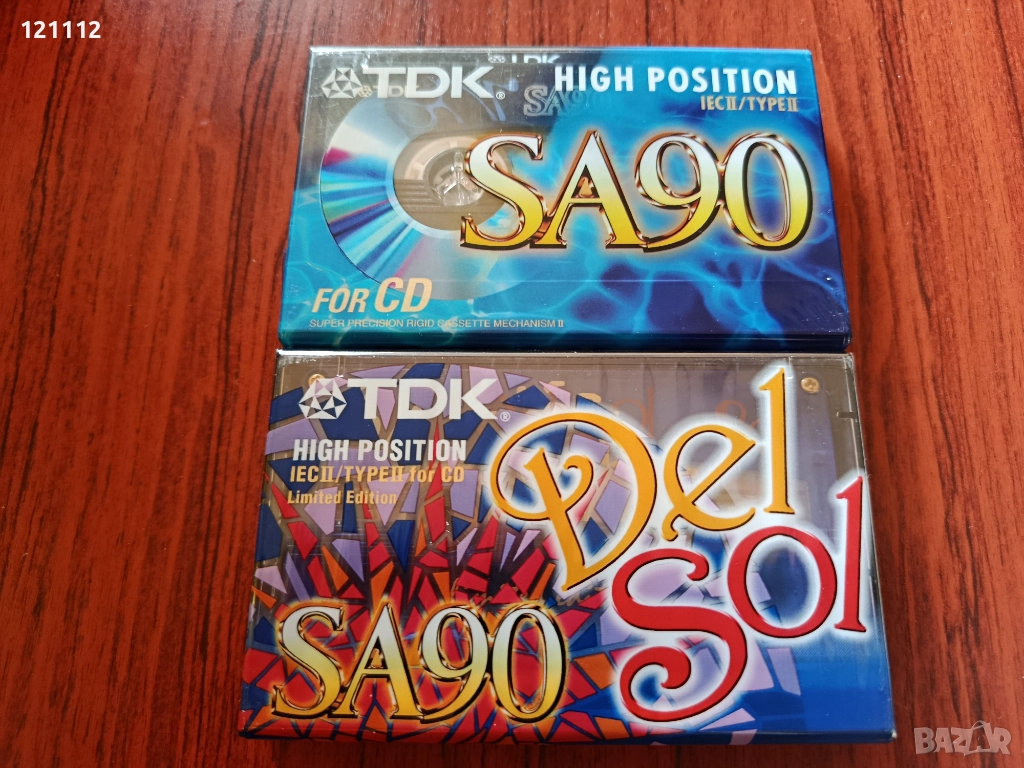 121112
TDK®
HIGH POSITION
IECII/TYPEII
SA90
FOR CD
SUPER PRECISION RIGID CASSETTE MECHANISM II
TDK®
HIGH POSITION
IECII/TYPEII for CD
Limited Edition
Del
Sol
SA90
BAZAR